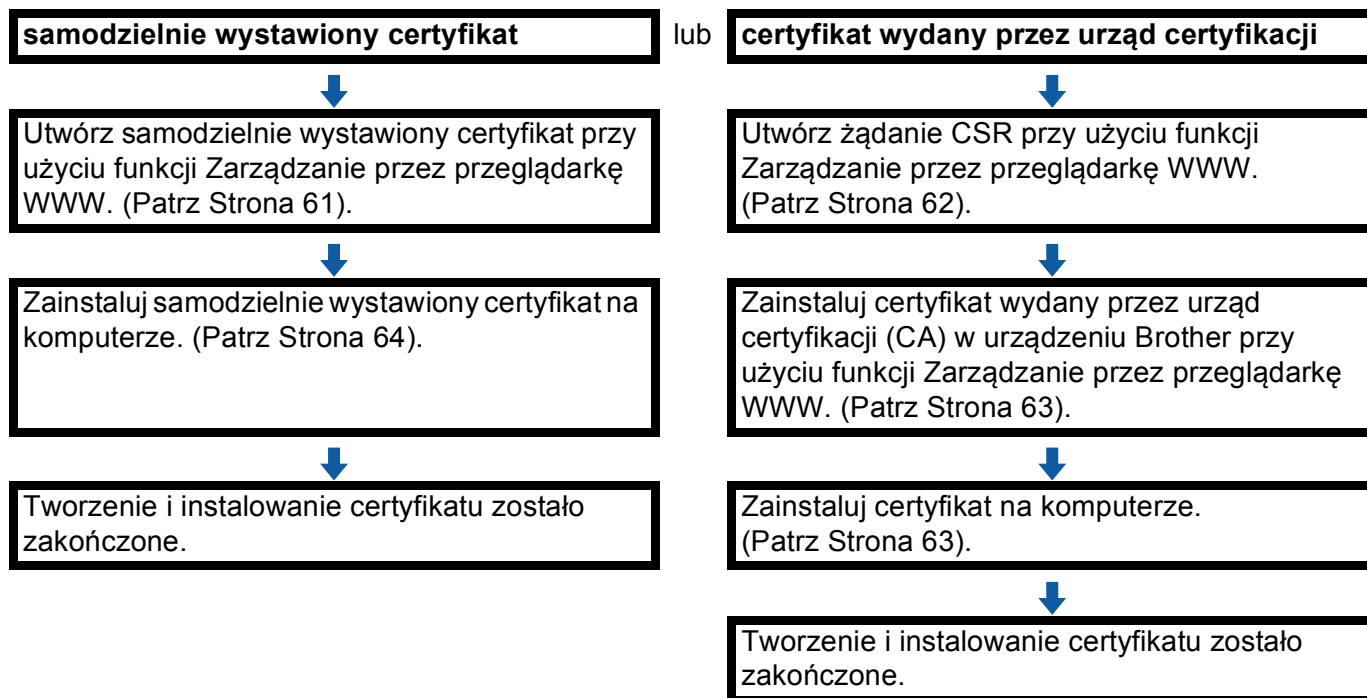 samodzielnie wystawiony certyfikat
lub
certyfikat wydany przez urząd certyfikacji
Utwórz samodzielnie wystawiony certyfikat przy
użyciu funkcji Zarządzanie przez przeglądarkę
WWW. (Patrz Strona 61).
Zainstaluj samodzielnie wystawiony certyfikat na
komputerze. (Patrz Strona 64).
Tworzenie i instalowanie certyfikatu zostało
zakończone.
Utwórz żądanie CSR przy użyciu funkcji
Zarządzanie przez przeglądarkę WWW.
(Patrz Strona 62).
Zainstaluj certyfikat wydany przez urząd
certyfikacji (CA) w urządzeniu Brother przy
użyciu funkcji Zarządzanie przez przeglądarkę
WWW. (Patrz Strona 63).
Zainstaluj certyfikat na komputerze.
(Patrz Strona 63).
Tworzenie i instalowanie certyfikatu zostało
zakończone.